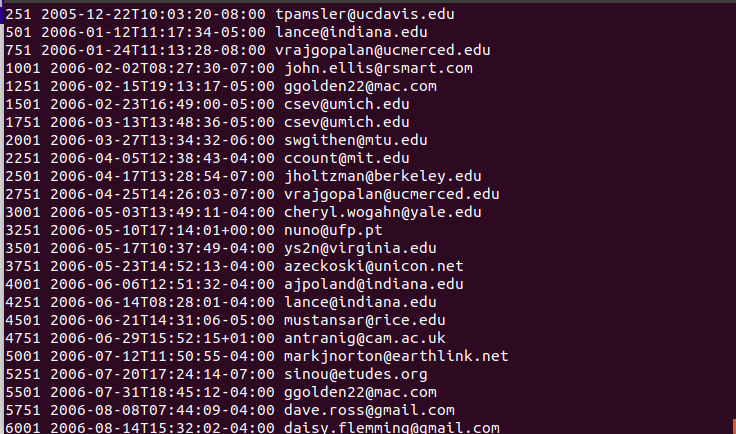 251 2005-12-22T10:03:20-08:00 tpamsler@ucdavis.edu
501 2006-01-12T11:17:34-05:00 lance@indiana.edu
751 2006-01-24T11:13:28-08:00 vrajgopalan@ucmerced.edu
1001 2006-02-02T08:27:30-07:00 john.ellis@rsmart.com
1251 2006-02-15T19:13:17-05:00 ggolden22@mac.com
1501 2006-02-23T16:49:00-05:00 csev@umich.edu
1751 2006-03-13T13:48:36-05:00 csev@umich.edu
2001 2006-03-27T13:34:32-06:00 swgithen@mtu.edu
2251 2006-04-05T12:38:43-04:00 ccount@mit.edu
2501 2006-04-17T13:28:54-07:00 jholtzman@berkeley.edu
2751 2006-04-25T14:26:03-07:00 vrajgopalan@ucmerced.edu
3001 2006-05-03T13:49:11-04:00 cheryl.wogahn@yale.edu
3251 2006-05-10T17:14:01+00:00 nuno@ufp.pt
3501 2006-05-17T10:37:49-04:00 ys2n@virginia.edu
3751 2006-05-23T14:52:13-04:00 azeckoski@unicon.net
4001 2006-06-06T12:51:32-04:00 ajpoland@indiana.edu
4251 2006-06-14T08:28:01-04:00 lance@indiana.edu
4501 2006-06-21T14:31:06-05:00 mustansar@rice.edu
4751 2006-06-29T15:52:15+01:00 antranig@cam.ac.uk
5001 2006-07-12T11:50:55-04:00 markjnorton@earthlink.net
5251 2006-07-20T17:24:14-07:00 sinou@etudes.org
5501 2006-07-31T18:45:12-04:00 ggolden22@mac.com
5751 2006-08-08T07:44:09-04:00 dave.ross@gmail.com
6001 2006-08-14T15:32:02-04:00 daisy.flemming@gmail.com